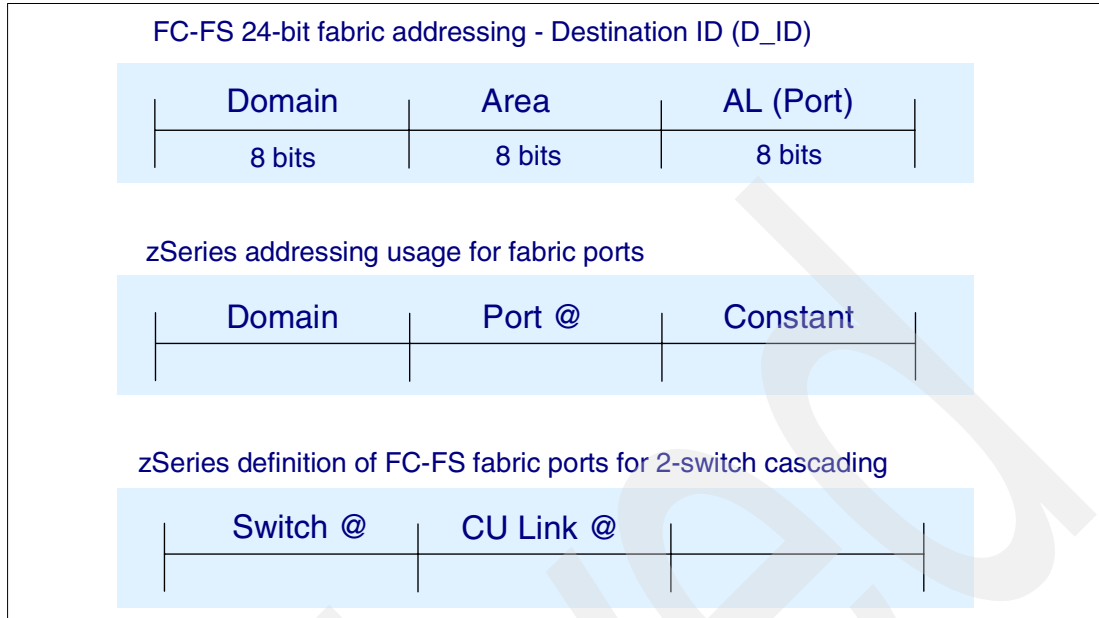 FC-FS 24-bit fabric addressing - Destination ID (D_ID)
Domain Area AL (Port)
8 bits 8 bits 8 bits
zSeries addressing usage for fabric ports
Domain Port @ Constant
zSeries definition of FC-FS fabric ports for 2-switch cascading
Switch @ CU Link @